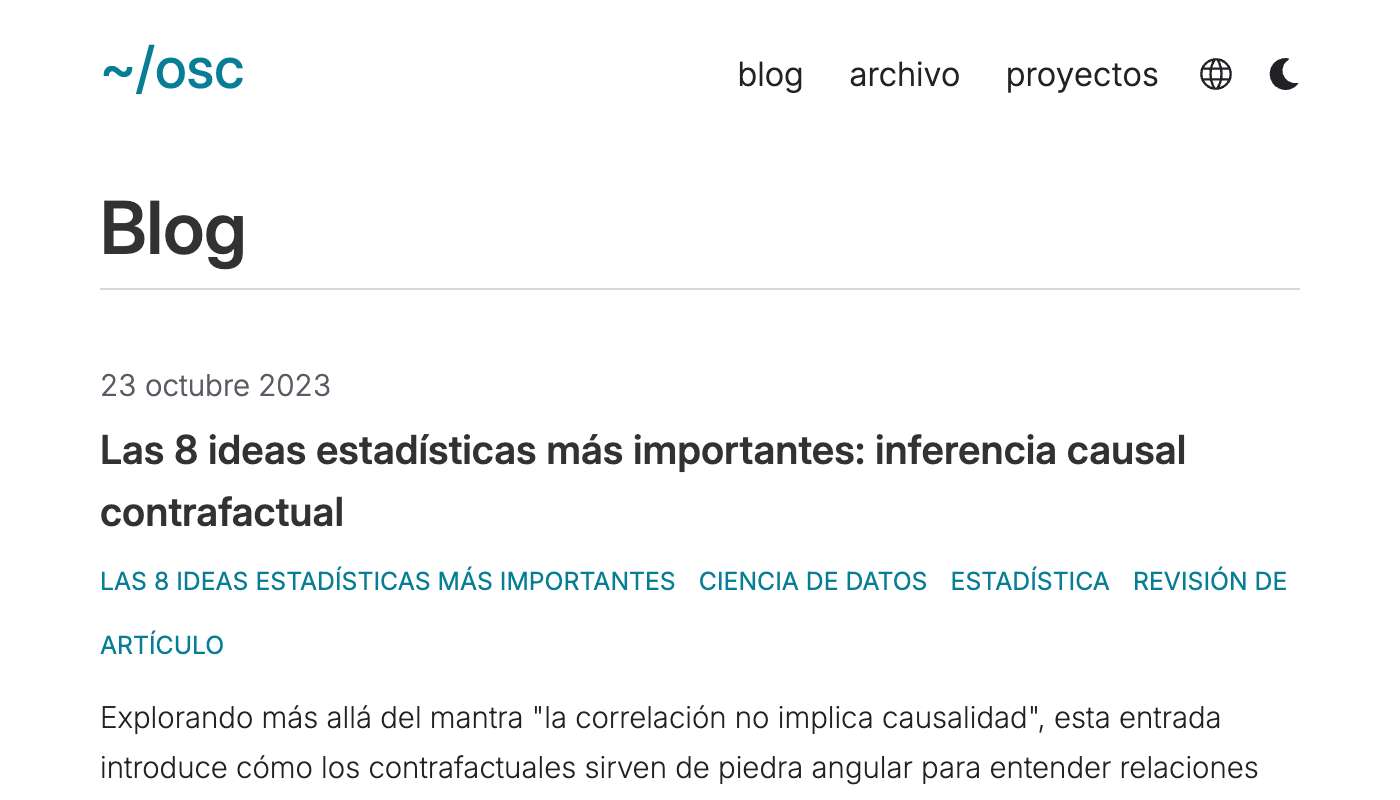 ~/osc
blog archivo proyectos
Blog
23 octubre 2023
Las 8 ideas estadísticas más importantes: inferencia causal
contrafactual
LAS 8 IDEAS ESTADÍSTICAS MÁS IMPORTANTES CIENCIA DE DATOS ESTADÍSTICA REVISIÓN DE
ARTÍCULO
Explorando más allá del mantra "la correlación no implica causalidad", esta entrada
introduce cómo los contrafactuales sirven de piedra angular para entender relaciones